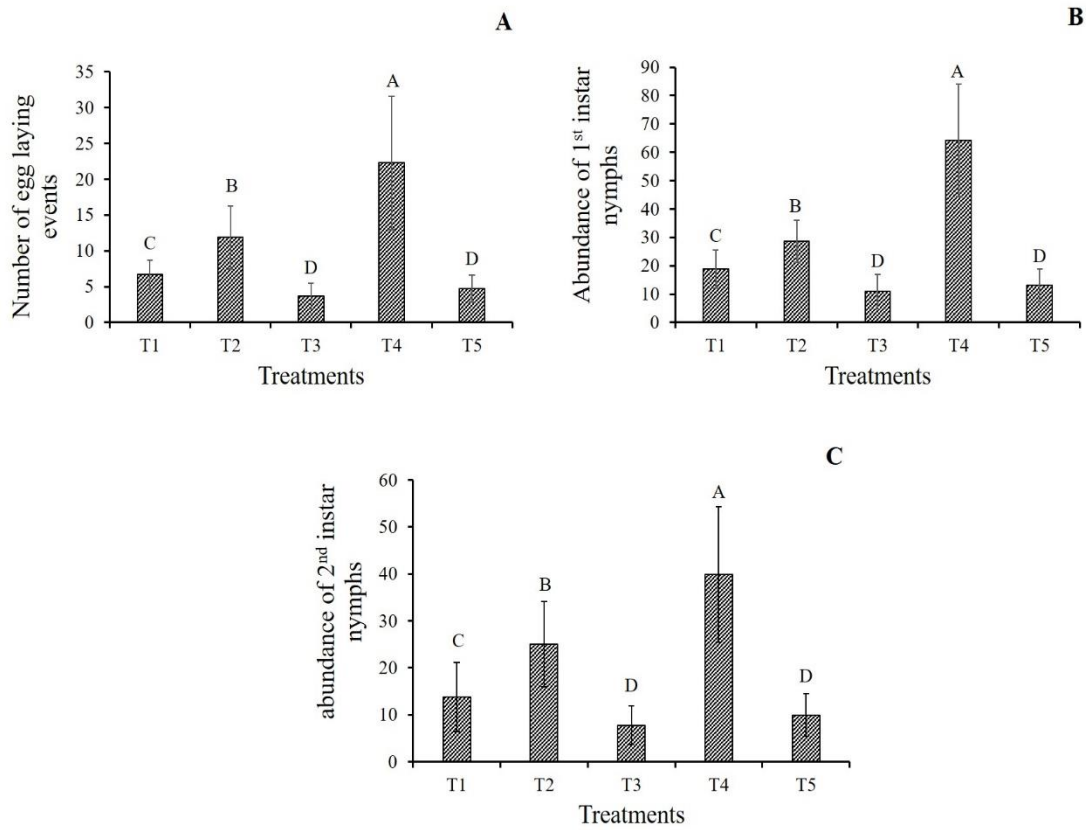 A
Number of egg laying
events
35
30
25
20
15
10
5
0
C
B
D
A
D
T1 T2 T3 T4 T5
Treatments
B
Abundance of 1st instar
nymphs
90
80
70
60
50
40
30
20
10
0
C
B
D
A
D
T1 T2 T3 T4 T5
Treatments
C
abundance of 2nd instar
nymphs
60
50
40
30
20
10
0
C
B
D
A
D
T1 T2 T3 T4 T5
Treatments